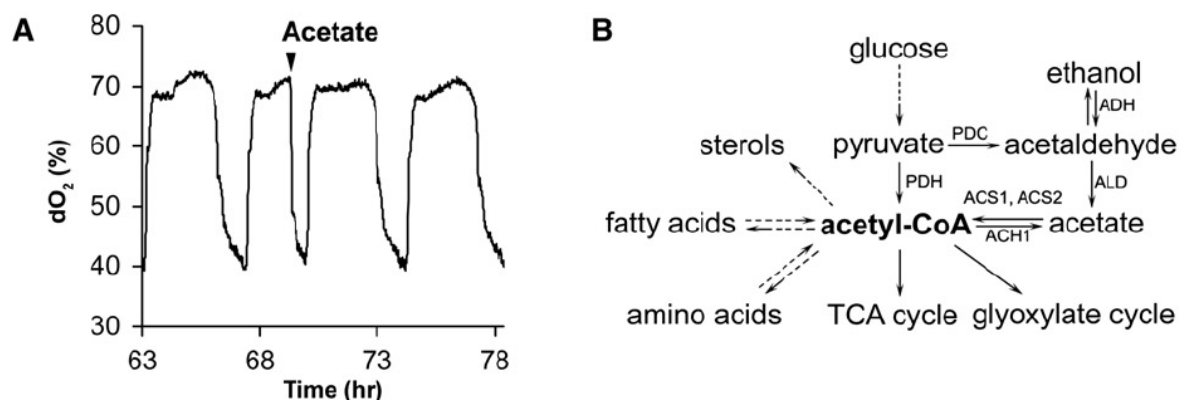 A
Acetate
80
70
60
50
40
30
dO2 (%)
63
68
73
78
Time (hr)
B
glucose
ethanol
ADH
sterols
pyruvate
PDC
acetaldehyde
PDH
ALD
ACS1, ACS2
fatty acids
acetyl-CoA
acetate
ACH1
amino acids
TCA cycle
glyoxylate cycle